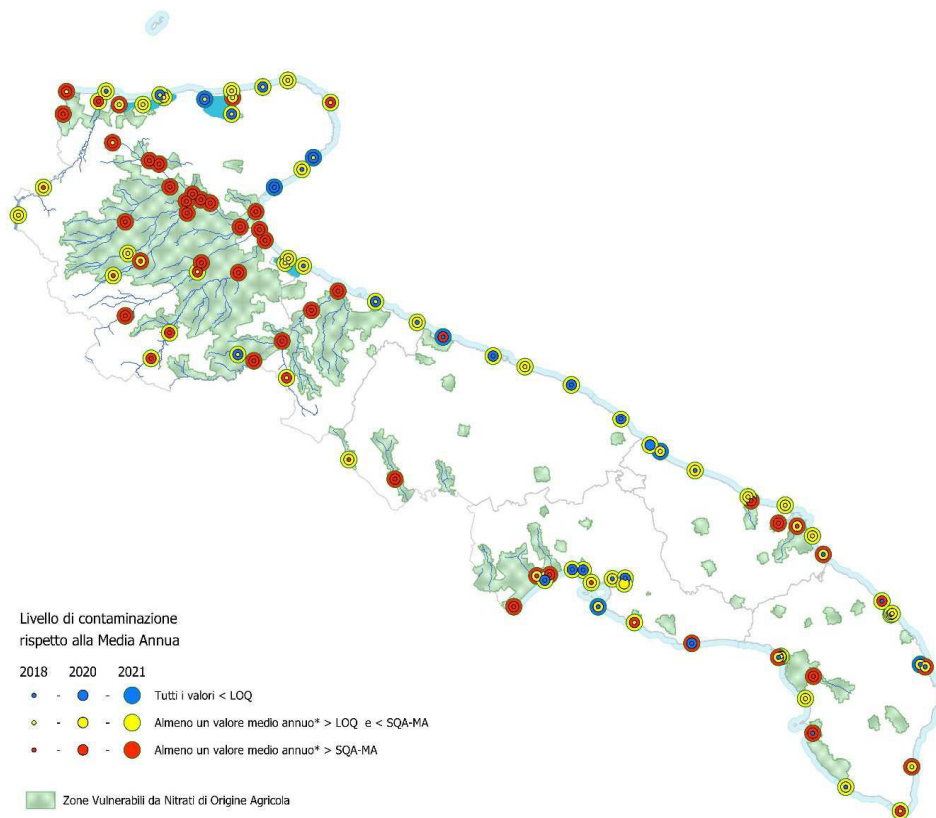 Livello di contaminazione
rispetto alla Media Annua
2018 - 2020 - 2021
- - Tutti i valori < LOQ
- - Almeno un valore medio annuo* > LOQ e < SQA-MA
- - Almeno un valore medio annuo* > SQA-MA
Zone Vulnerabili da Nitrati di Origine Agricola